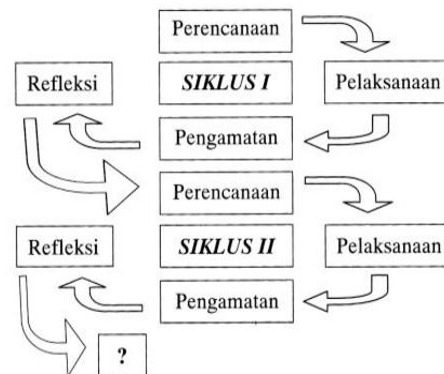 Perencanaan
Refleksi
SIKLUS I
Pelaksanaan
Pengamatan
Perencanaan
Refleksi
SIKLUS II
Pelaksanaan
Pengamatan
?